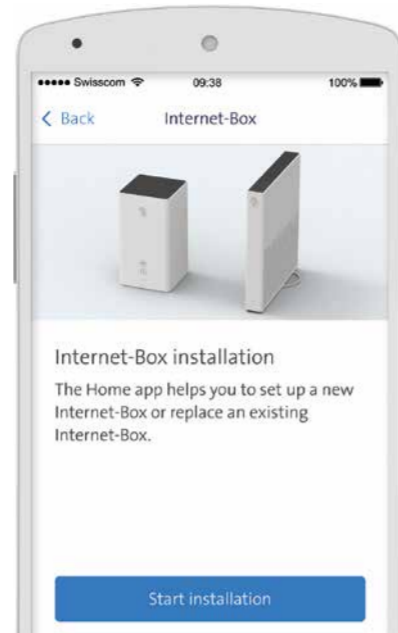 Swisscom 09:38 100%
Back Internet-Box
Internet-Box installation
The Home app helps you to set up a new
Internet-Box or replace an existing
Internet-Box.
Start installation